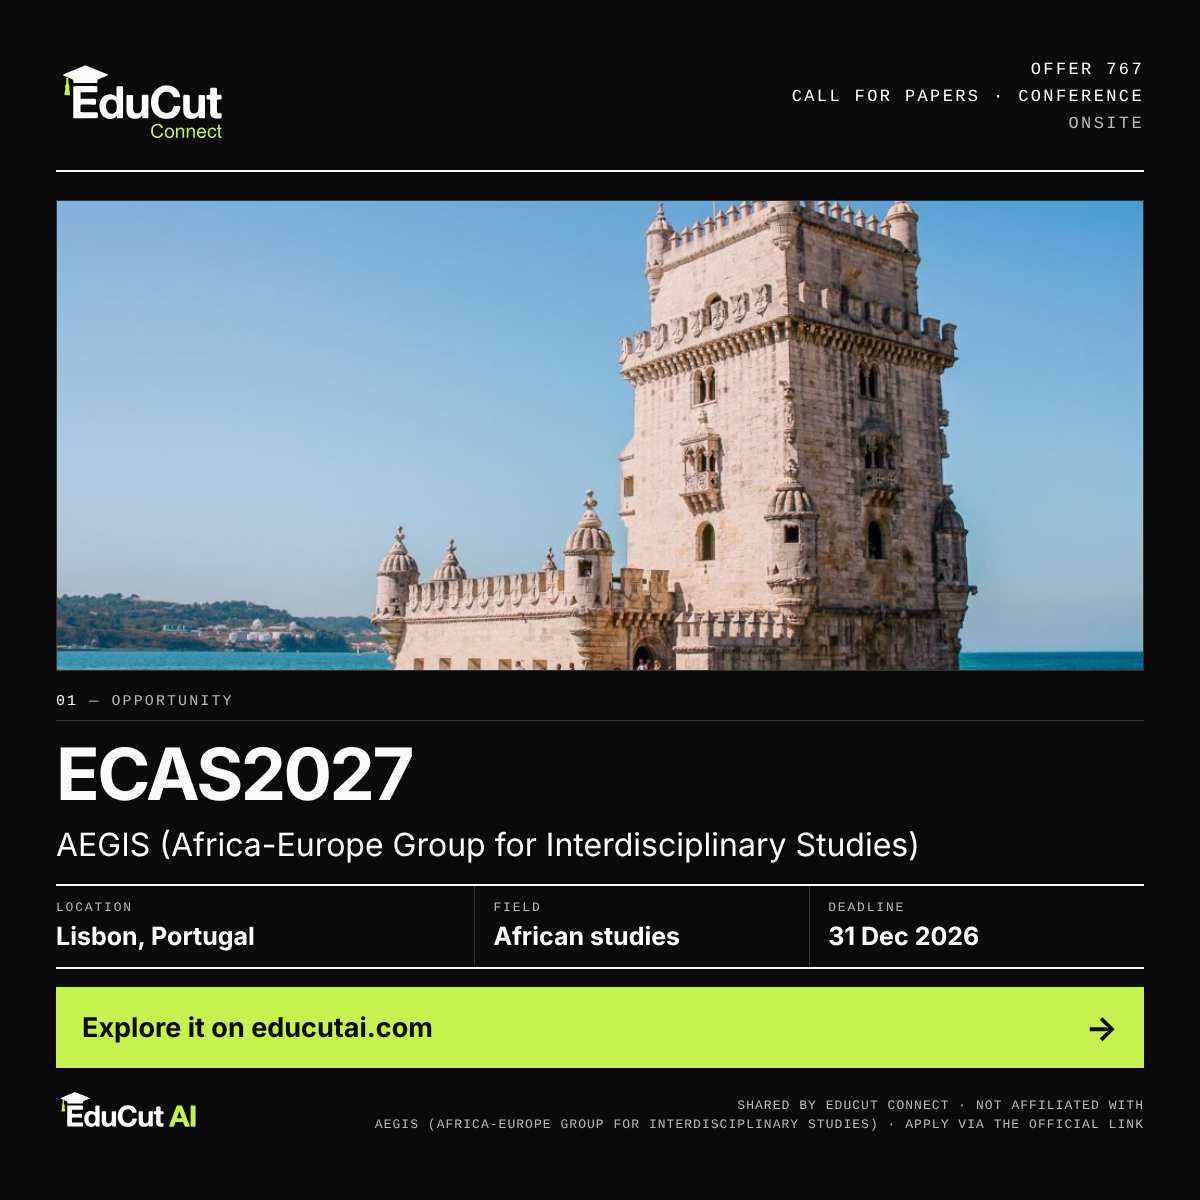 EduCut
Connect
OFFER 767
CALL FOR PAPERS · CONFERENCE
ONSITE
01 — OPPORTUNITY
ECAS2027
AEGIS (Africa-Europe Group for Interdisciplinary Studies)
LOCATION
Lisbon, Portugal
FIELD
African studies
DEADLINE
31 Dec 2026
Explore it on educutai.com →
EduCut AI
SHARED BY EDUCUT CONNECT · NOT AFFILIATED WITH
AEGIS (AFRICA-EUROPE GROUP FOR INTERDISCIPLINARY STUDIES) · APPLY VIA THE OFFICIAL LINK